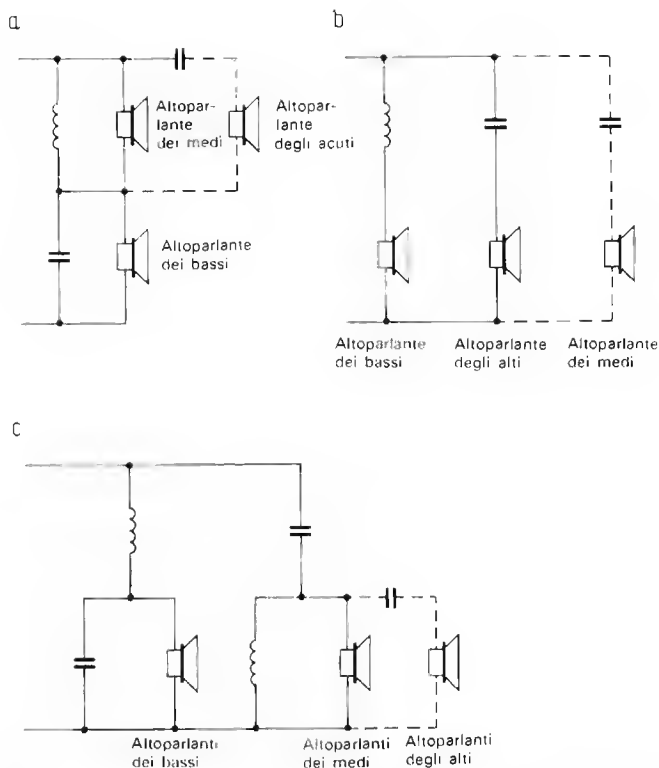 a
Altopar-
lante
dei medi
Altopar-
lante
degli acuti
Altoparlante
dei bassi
b
Altoparlante
dei bassi
Altoparlante
degli alti
Altoparlante
dei medi
c
Altoparlanti
dei bassi
Altoparlanti
dei medi
Altoparlanti
degli alti